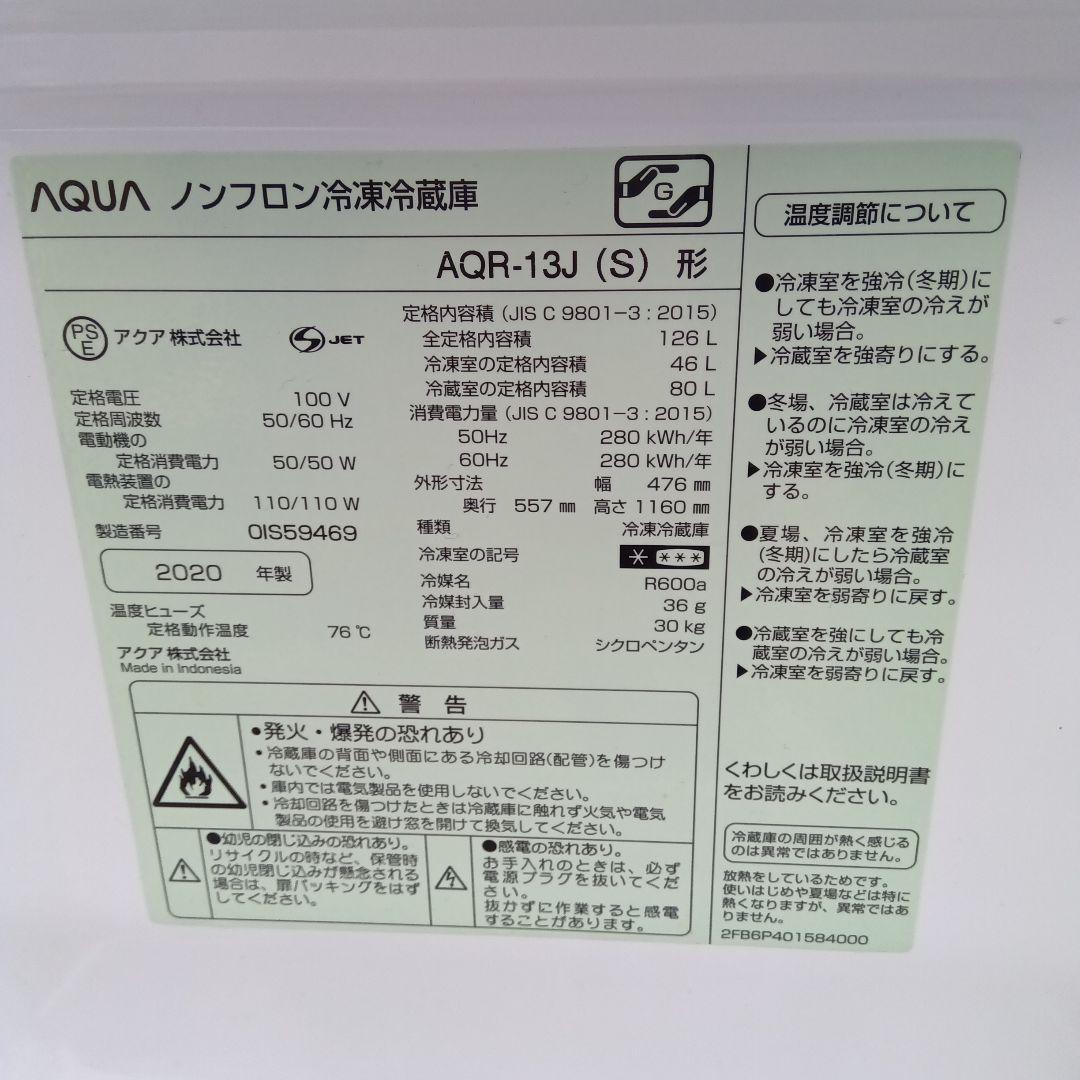 AQUA ノンフロン冷凍冷蔵庫
G
AQR-13J (S) 形
PS
E
アクア 株式会社
S JET
定格電圧 100 V
定格周波数 50/60 Hz
電動機の
定格消費電力 50/50 W
電熱装置の
定格消費電力 110/110 W
製造番号 0IS59469
2020 年製
温度ヒューズ
定格動作温度 76 ℃
アクア 株式会社
Made in Indonesia
定格内容積 (JIS C 9801-3 : 2015)
全定格内容積 126 L
冷凍室の定格内容積 46 L
冷蔵室の定格内容積 80 L
消費電力量 (JIS C 9801-3 : 2015)
50Hz 280 kWh/年
60Hz 280 kWh/年
外形寸法 幅 476 ㎜
奥行 557 ㎜ 高さ 1160 ㎜
種類 冷凍冷蔵庫
冷凍室の記号
冷媒名 R600a
冷媒封入量 36 g
質量 30 kg
断熱発泡ガス シクロペンタン
警告
●発火・爆発の恐れあり
・冷蔵庫の背面や側面にある冷却回路(配管)を傷つけ
ないでください。
・庫内では電気製品を使用しないでください。
・冷却回路を傷つけたときは冷蔵庫に触れず火気や電気
製品の使用を避け窓を開けて換気してください。
●幼児の閉じ込みの恐れあり。
リサイクルの時など、保管時
の幼児閉じ込みが懸念される
場合は、扉パッキングをはず
してください。
●感電の恐れあり。
お手入れのときは、必ず
電源プラグを抜いてくだ
さい。
抜かずに作業すると感電
することがあります。
温度調節について
●冷凍室を強冷(冬期)に
しても冷凍室の冷えが
弱い場合。
▶冷蔵室を強寄りにする。
●冬場、冷蔵室は冷えて
いるのに冷凍室の冷え
が弱い場合。
▶冷凍室を強冷(冬期)に
する。
●夏場、冷凍室を強冷
(冬期)にしたら冷蔵室
の冷えが弱い場合。
▶冷凍室を弱寄りに戻す。
●冷蔵室を強にしても冷
蔵室の冷えが弱い場合。
▶冷凍室を弱寄りに戻す。
くわしくは取扱説明書
をお読みください。
冷蔵庫の周囲が熱く感じる
のは異常ではありません。
放熱をしているためです。
使いはじめや夏場などは特に
熱くなりますが、異常ではあ
りません。
2FB6P401584000